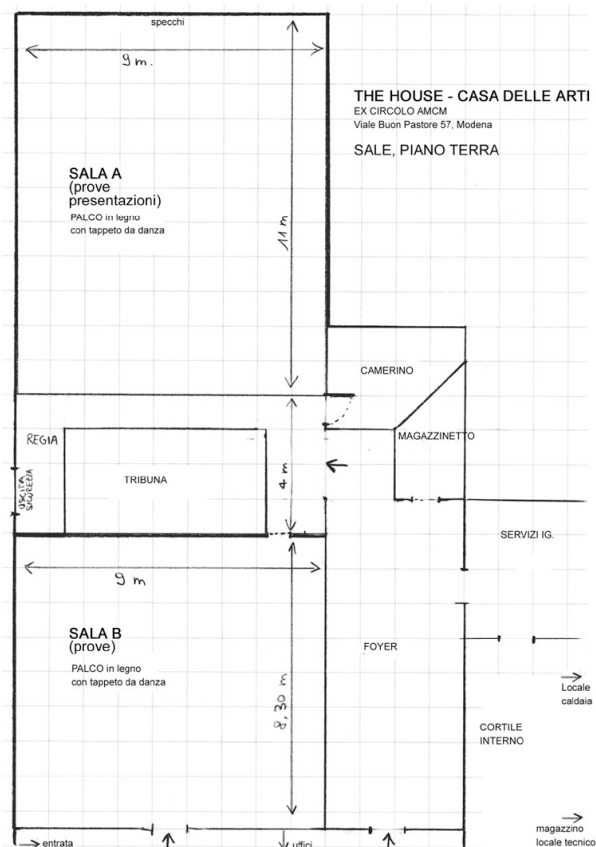 specchi
9 m.
THE HOUSE - CASA DELLE ARTI
EX CIRCOLO AMCM
Viale Buon Pastore 57, Modena
SALE, PIANO TERRA
SALA A
(prove
presentazioni)
PALCO in legno
con tappeto da danza
11 m
CAMERINO
REGIA
MAGAZZINETTO
TRIBUNA
4 m
USCITA
SICUREZZA
SERVIZI IG.
9 m
SALA B
(prove)
PALCO in legno
con tappeto da danza
FOYER
8,30 m
Locale
caldaia
CORTILE
INTERNO
entrata
uffici
magazzino
locale tecnico